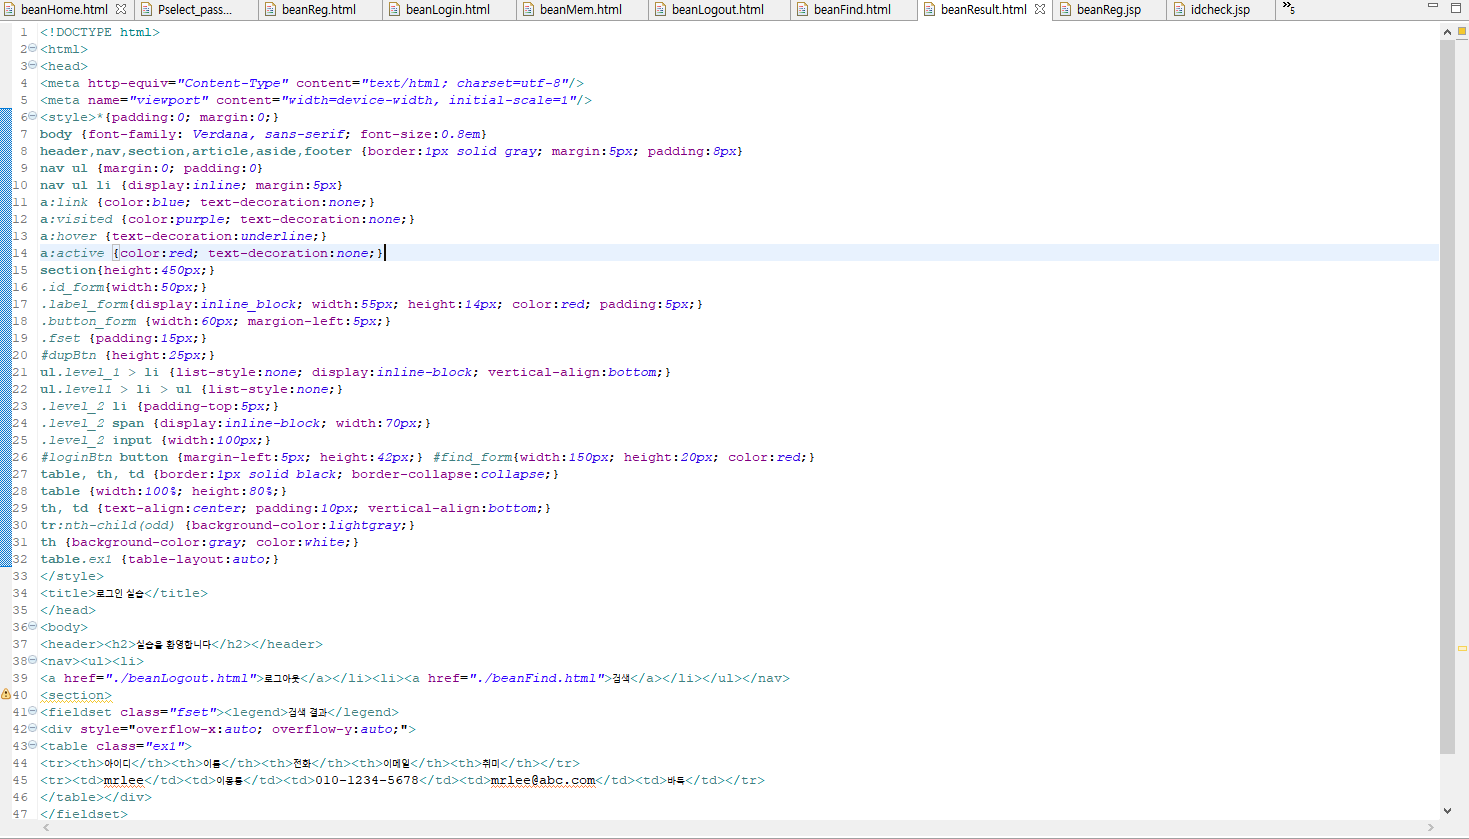 beanHome.html Pselect_pass... beanReg.html beanLogin.html beanMem.html beanLogout.html beanFind.html beanResult.html beanReg.jsp idcheck.jsp »5
1 <!DOCTYPE html>
2 <html>
3 <head>
4 <meta http-equiv="Content-Type" content="text/html; charset=utf-8"/>
5 <meta name="viewport" content="width=device-width, initial-scale=1"/>
6 <style>*{padding:0; margin:0;}
7 body {font-family: Verdana, sans-serif; font-size:0.8em}
8 header,nav,section,article,aside,footer {border:1px solid gray; margin:5px; padding:8px}
9 nav ul {margin:0; padding:0}
10 nav ul li {display:inline; margin:5px}
11 a:link {color:blue; text-decoration:none;}
12 a:visited {color:purple; text-decoration:none;}
13 a:hover {text-decoration:underline;}
14 a:active {color:red; text-decoration:none;}
15 section{height:450px;}
16 .id_form{width:50px;}
17 .label_form{display:inline_block; width:55px; height:14px; color:red; padding:5px;}
18 .button_form {width:60px; margion-left:5px;}
19 .fset {padding:15px;}
20 #dupBtn {height:25px;}
21 ul.level_1 > li {list-style:none; display:inline-block; vertical-align:bottom;}
22 ul.level1 > li > ul {list-style:none;}
23 .level_2 li {padding-top:5px;}
24 .level_2 span {display:inline-block; width:70px;}
25 .level_2 input {width:100px;}
26 #loginBtn button {margin-left:5px; height:42px;} #find_form{width:150px; height:20px; color:red;}
27 table, th, td {border:1px solid black; border-collapse:collapse;}
28 table {width:100%; height:80%;}
29 th, td {text-align:center; padding:10px; vertical-align:bottom;}
30 tr:nth-child(odd) {background-color:lightgray;}
31 th {background-color:gray; color:white;}
32 table.ex1 {table-layout:auto;}
33 </style>
34 <title>로그인 실습</title>
35 </head>
36 <body>
37 <header><h2>실습을 환영합니다</h2></header>
38 <nav><ul><li>
39 <a href="./beanLogout.html">로그아웃</a></li><li><a href="./beanFind.html">검색</a></li></ul></nav>
40 <section>
41 <fieldset class="fset"><legend>검색 결과</legend>
42 <div style="overflow-x:auto; overflow-y:auto;">
43 <table class="ex1">
44 <tr><th>아이디</th><th>이름</th><th>전화</th><th>이메일</th><th>취미</th></tr>
45 <tr><td>mrlee</td><td>이몽룡</td><td>010-1234-5678</td><td>mrlee@abc.com</td><td>바둑</td></tr>
46 </table></div>
47 </fieldset>